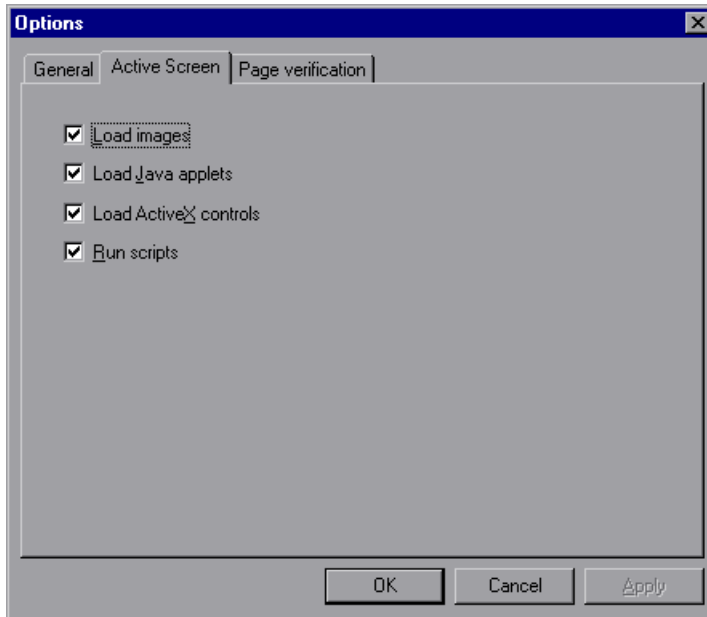 Options
General Active Screen Page verification
Load images
Load Java applets
Load ActiveX controls
Run scripts
OK Cancel Apply